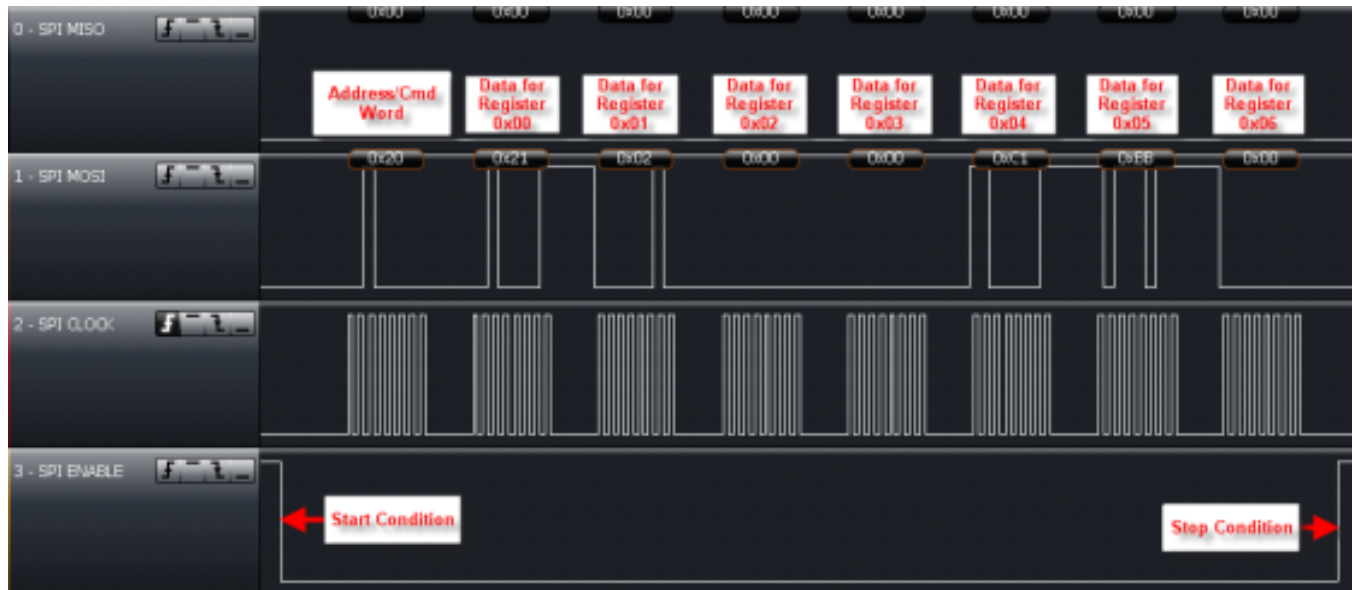 0x00 0x00 0x00 0x00 0x00 0x00 0x00 0x00
0 - SPI MISO
Address/Cmd
Word
Data for
Register
0x00
Data for
Register
0x01
Data for
Register
0x02
Data for
Register
0x03
Data for
Register
0x04
Data for
Register
0x05
Data for
Register
0x06
0x20 0x21 0x02 0x00 0x00 0xC1 0xBB 0x00
1 - SPI MOSI
2 - SPI CLOCK
3 - SPI ENABLE
Start Condition
Stop Condition